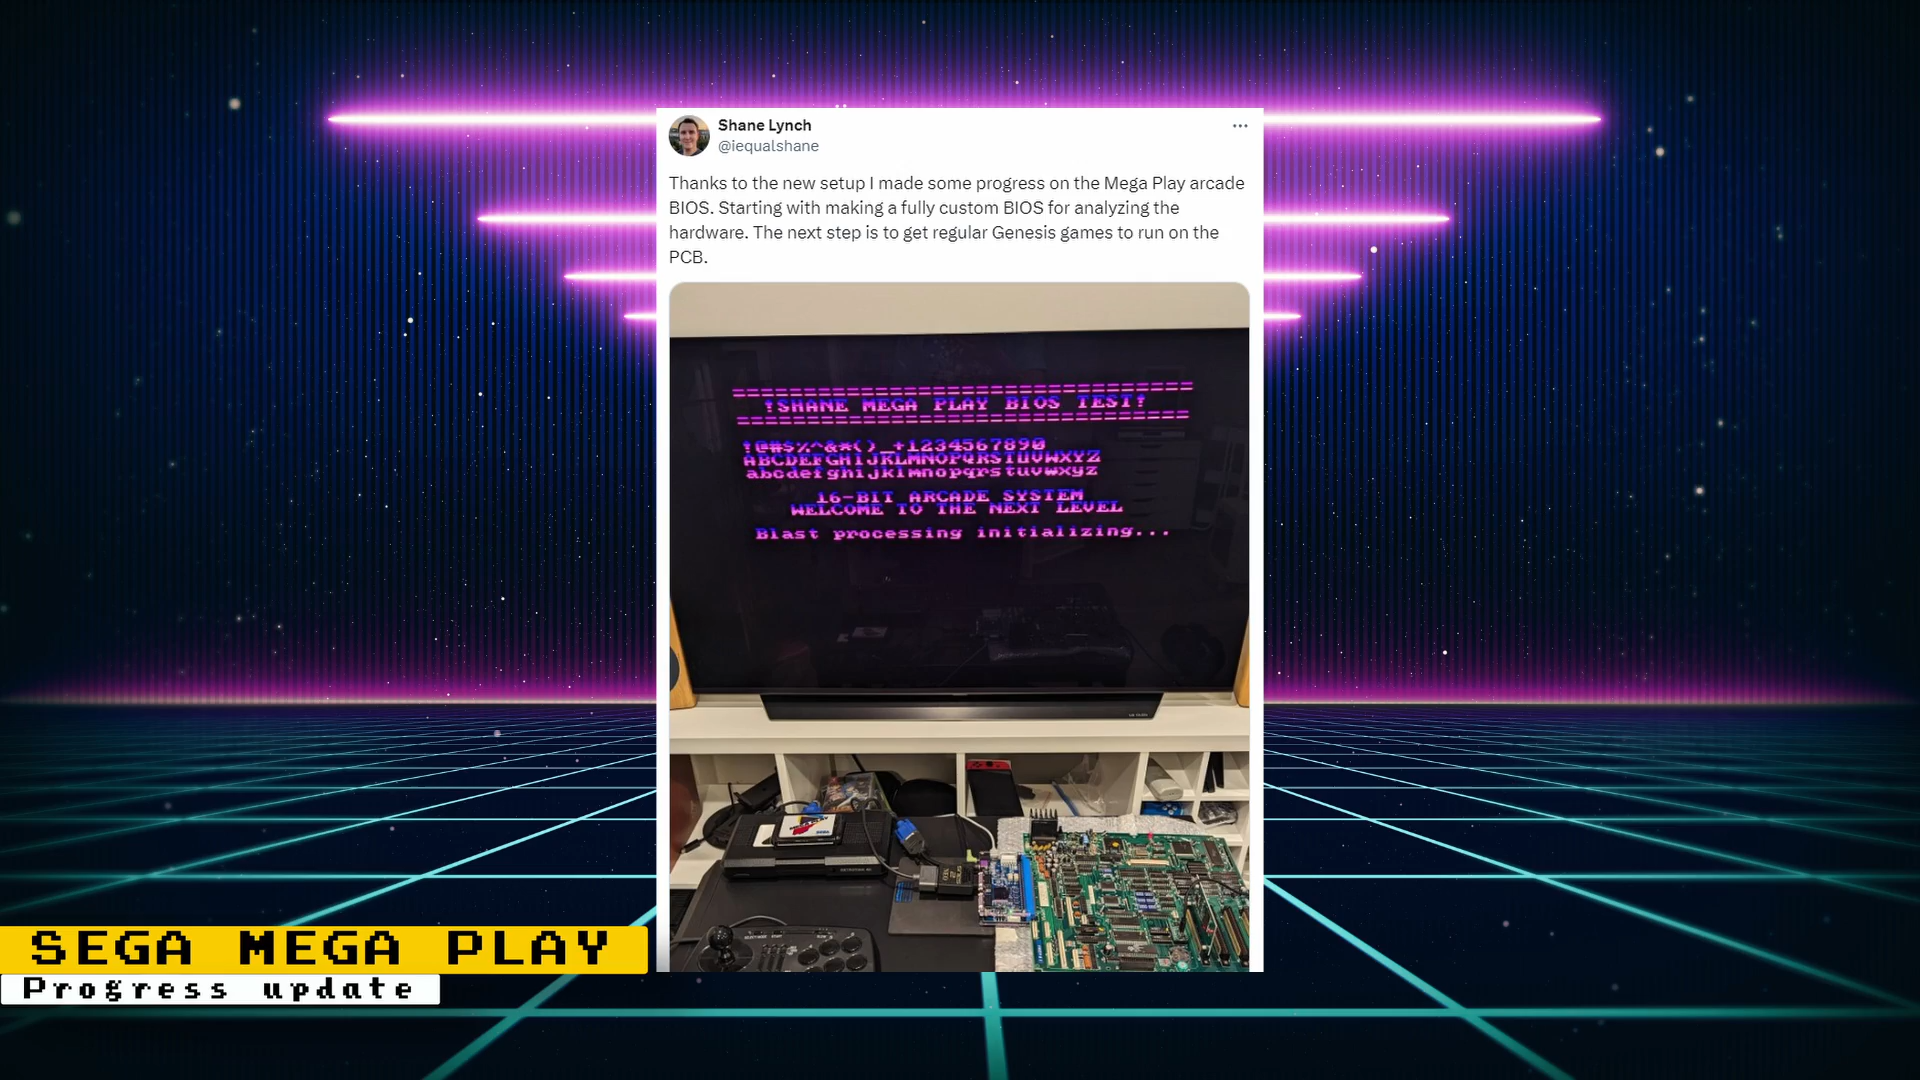 Shane Lynch
@iequalshane
Thanks to the new setup I made some progress on the Mega Play arcade
BIOS. Starting with making a fully custom BIOS for analyzing the
hardware. The next step is to get regular Genesis games to run on the
PCB.
================================
!SHANE MEGA PLAY BIOS TEST!
================================
!@#$%^&*()_+1234567890
ABCDEFGHIJKLMNOPQRSTUVWXYZ
abcdefghijklmnopqrstuvwxyz
16-BIT ARCADE SYSTEM
WELCOME TO THE NEXT LEVEL
Blast processing initializing...
SEGA MEGA PLAY
Progress update